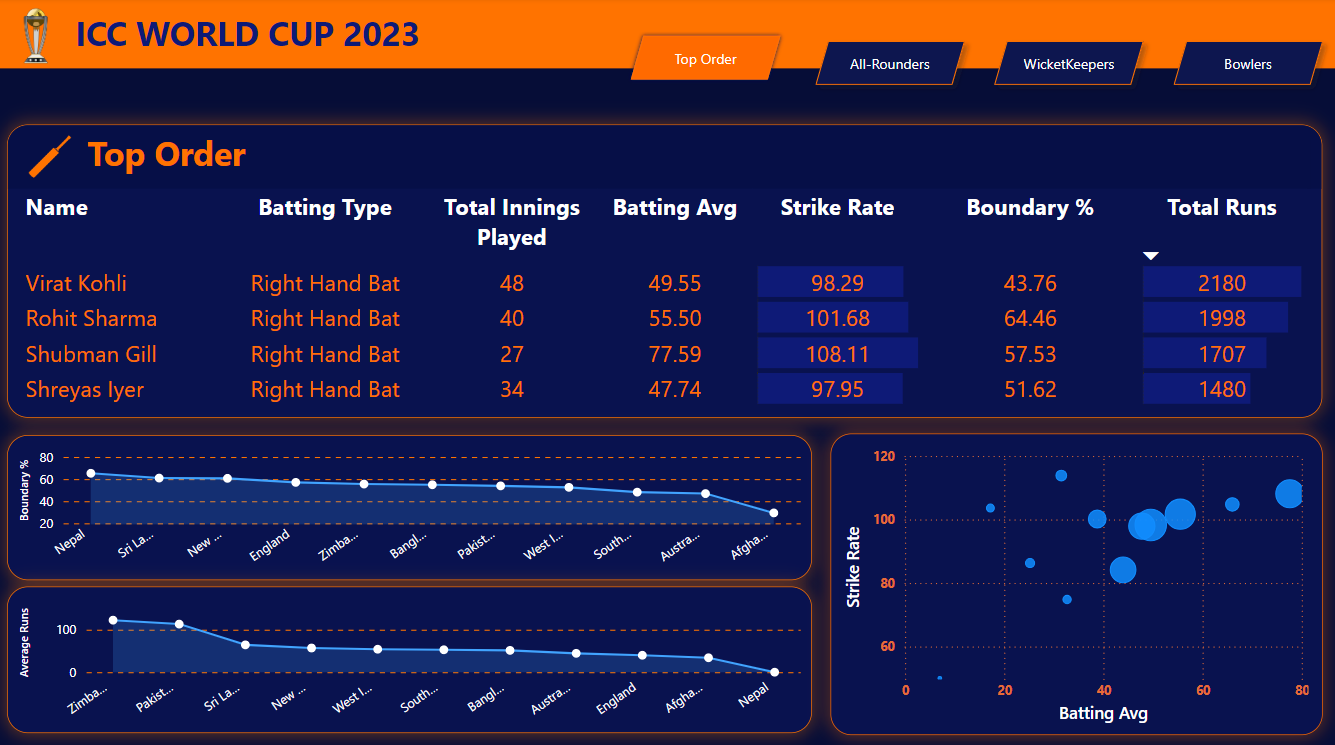 ICC WORLD CUP 2023
Top Order
All-Rounders
WicketKeepers
Bowlers
Top Order
Name Batting Type Total Innings Played Batting Avg Strike Rate Boundary % Total Runs
Virat Kohli Right Hand Bat 48 49.55 98.29 43.76 2180
Rohit Sharma Right Hand Bat 40 55.50 101.68 64.46 1998
Shubman Gill Right Hand Bat 27 77.59 108.11 57.53 1707
Shreyas Iyer Right Hand Bat 34 47.74 97.95 51.62 1480
Boundary %
80
60
40
20
Nepal
Sri La...
New ...
England
Zimba...
Bangl...
Pakist...
West I...
South...
Austra...
Afgha...
Average Runs
100
0
Zimba...
Pakist...
Sri La...
New ...
West I...
South...
Bangl...
Austra...
England
Afgha...
Nepal
Strike Rate
120
100
80
60
0 20 40 60 80
Batting Avg